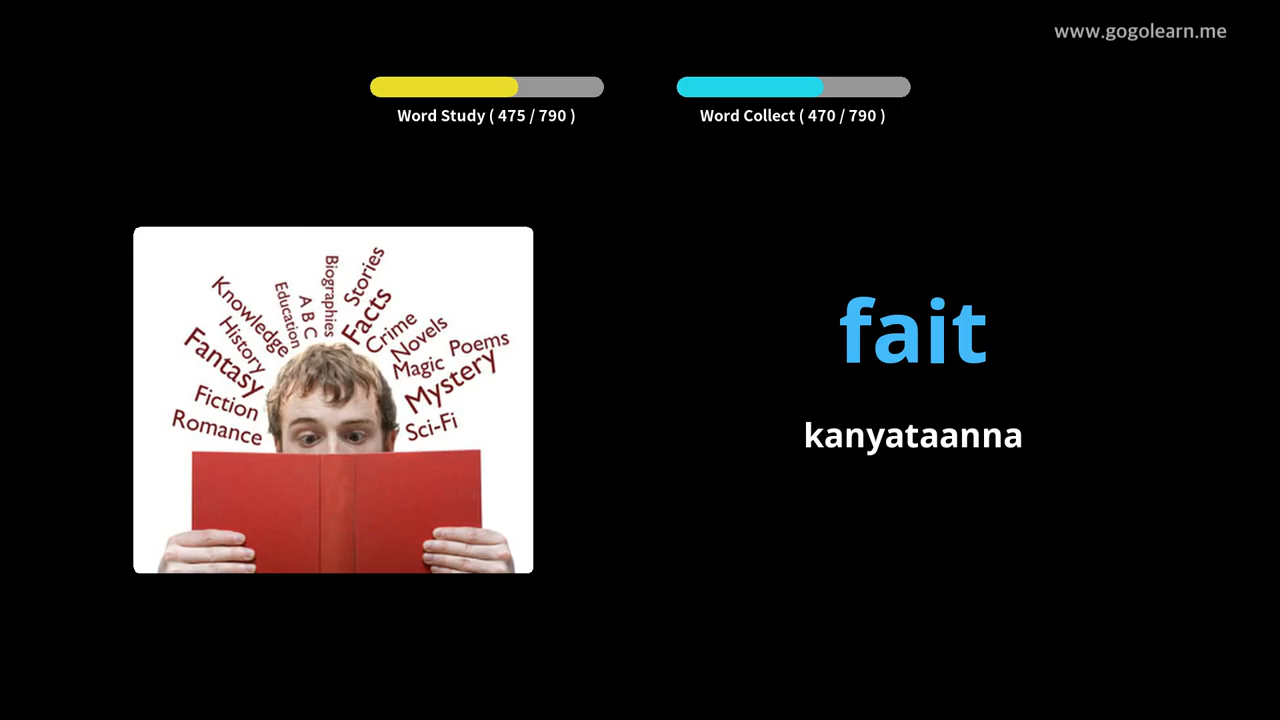 www.gogolearn.me
Word Study ( 475 / 790 )
Word Collect ( 470 / 790 )
Stories
Biographies
Facts
A B C
Education
Knowledge
Crime
History
Novels
Poems
Fantasy
Magic
Mystery
Fiction
Sci-Fi
Romance
fait
kanyataanna